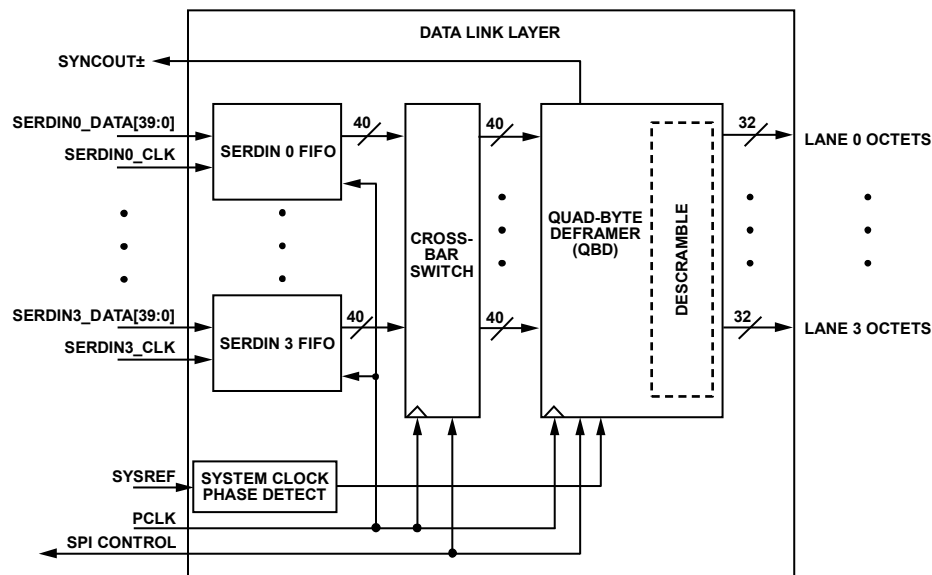 DATA LINK LAYER
SYNCOUT±
SERDIN0_DATA[39:0]
SERDIN0_CLK
SERDIN 0 FIFO
40
40
32
LANE 0 OCTETS
CROSS-
BAR
SWITCH
QUAD-BYTE
DEFRAMER
(QBD)
DESCRAMBLE
SERDIN3_DATA[39:0]
SERDIN3_CLK
SERDIN 3 FIFO
40
40
32
LANE 3 OCTETS
SYSREF
SYSTEM CLOCK
PHASE DETECT
PCLK
SPI CONTROL